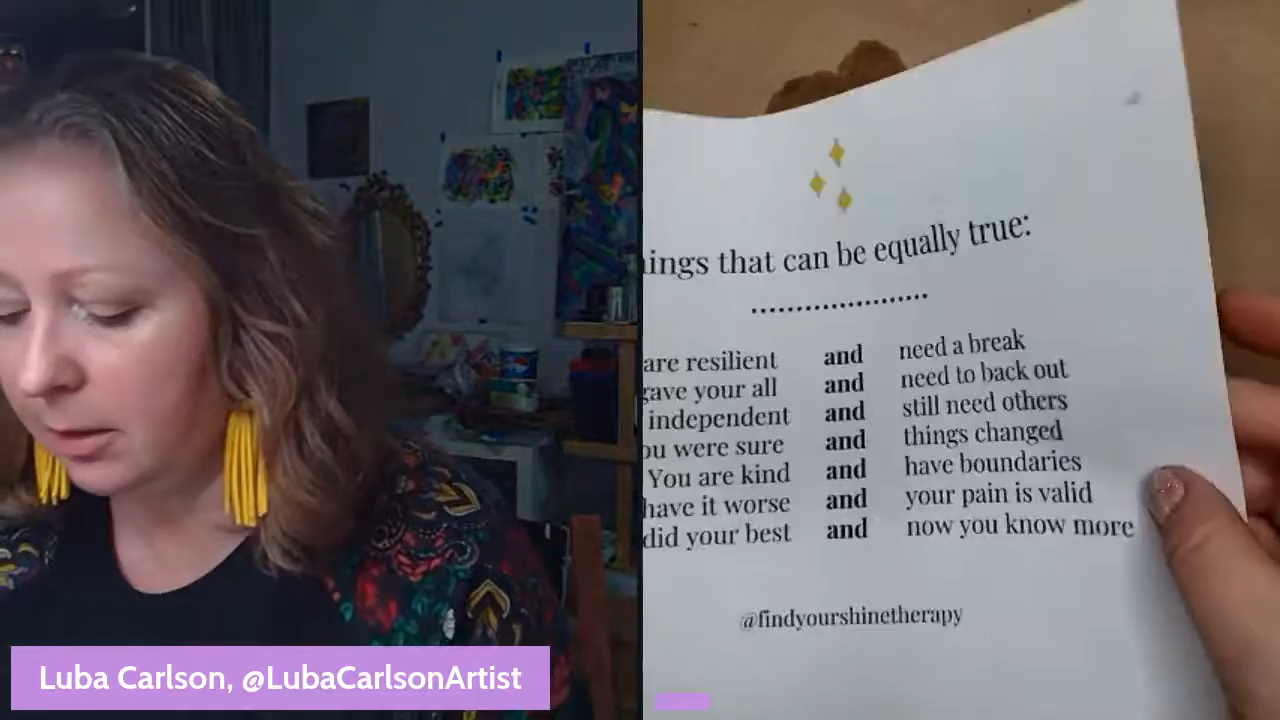 Luba Carlson, @LubaCarlsonArtist
things that can be equally true:
are resilient and need a break
gave your all and need to back out
independent and still need others
you were sure and things changed
You are kind and have boundaries
have it worse and your pain is valid
did your best and now you know more
@findyourshinetherapy